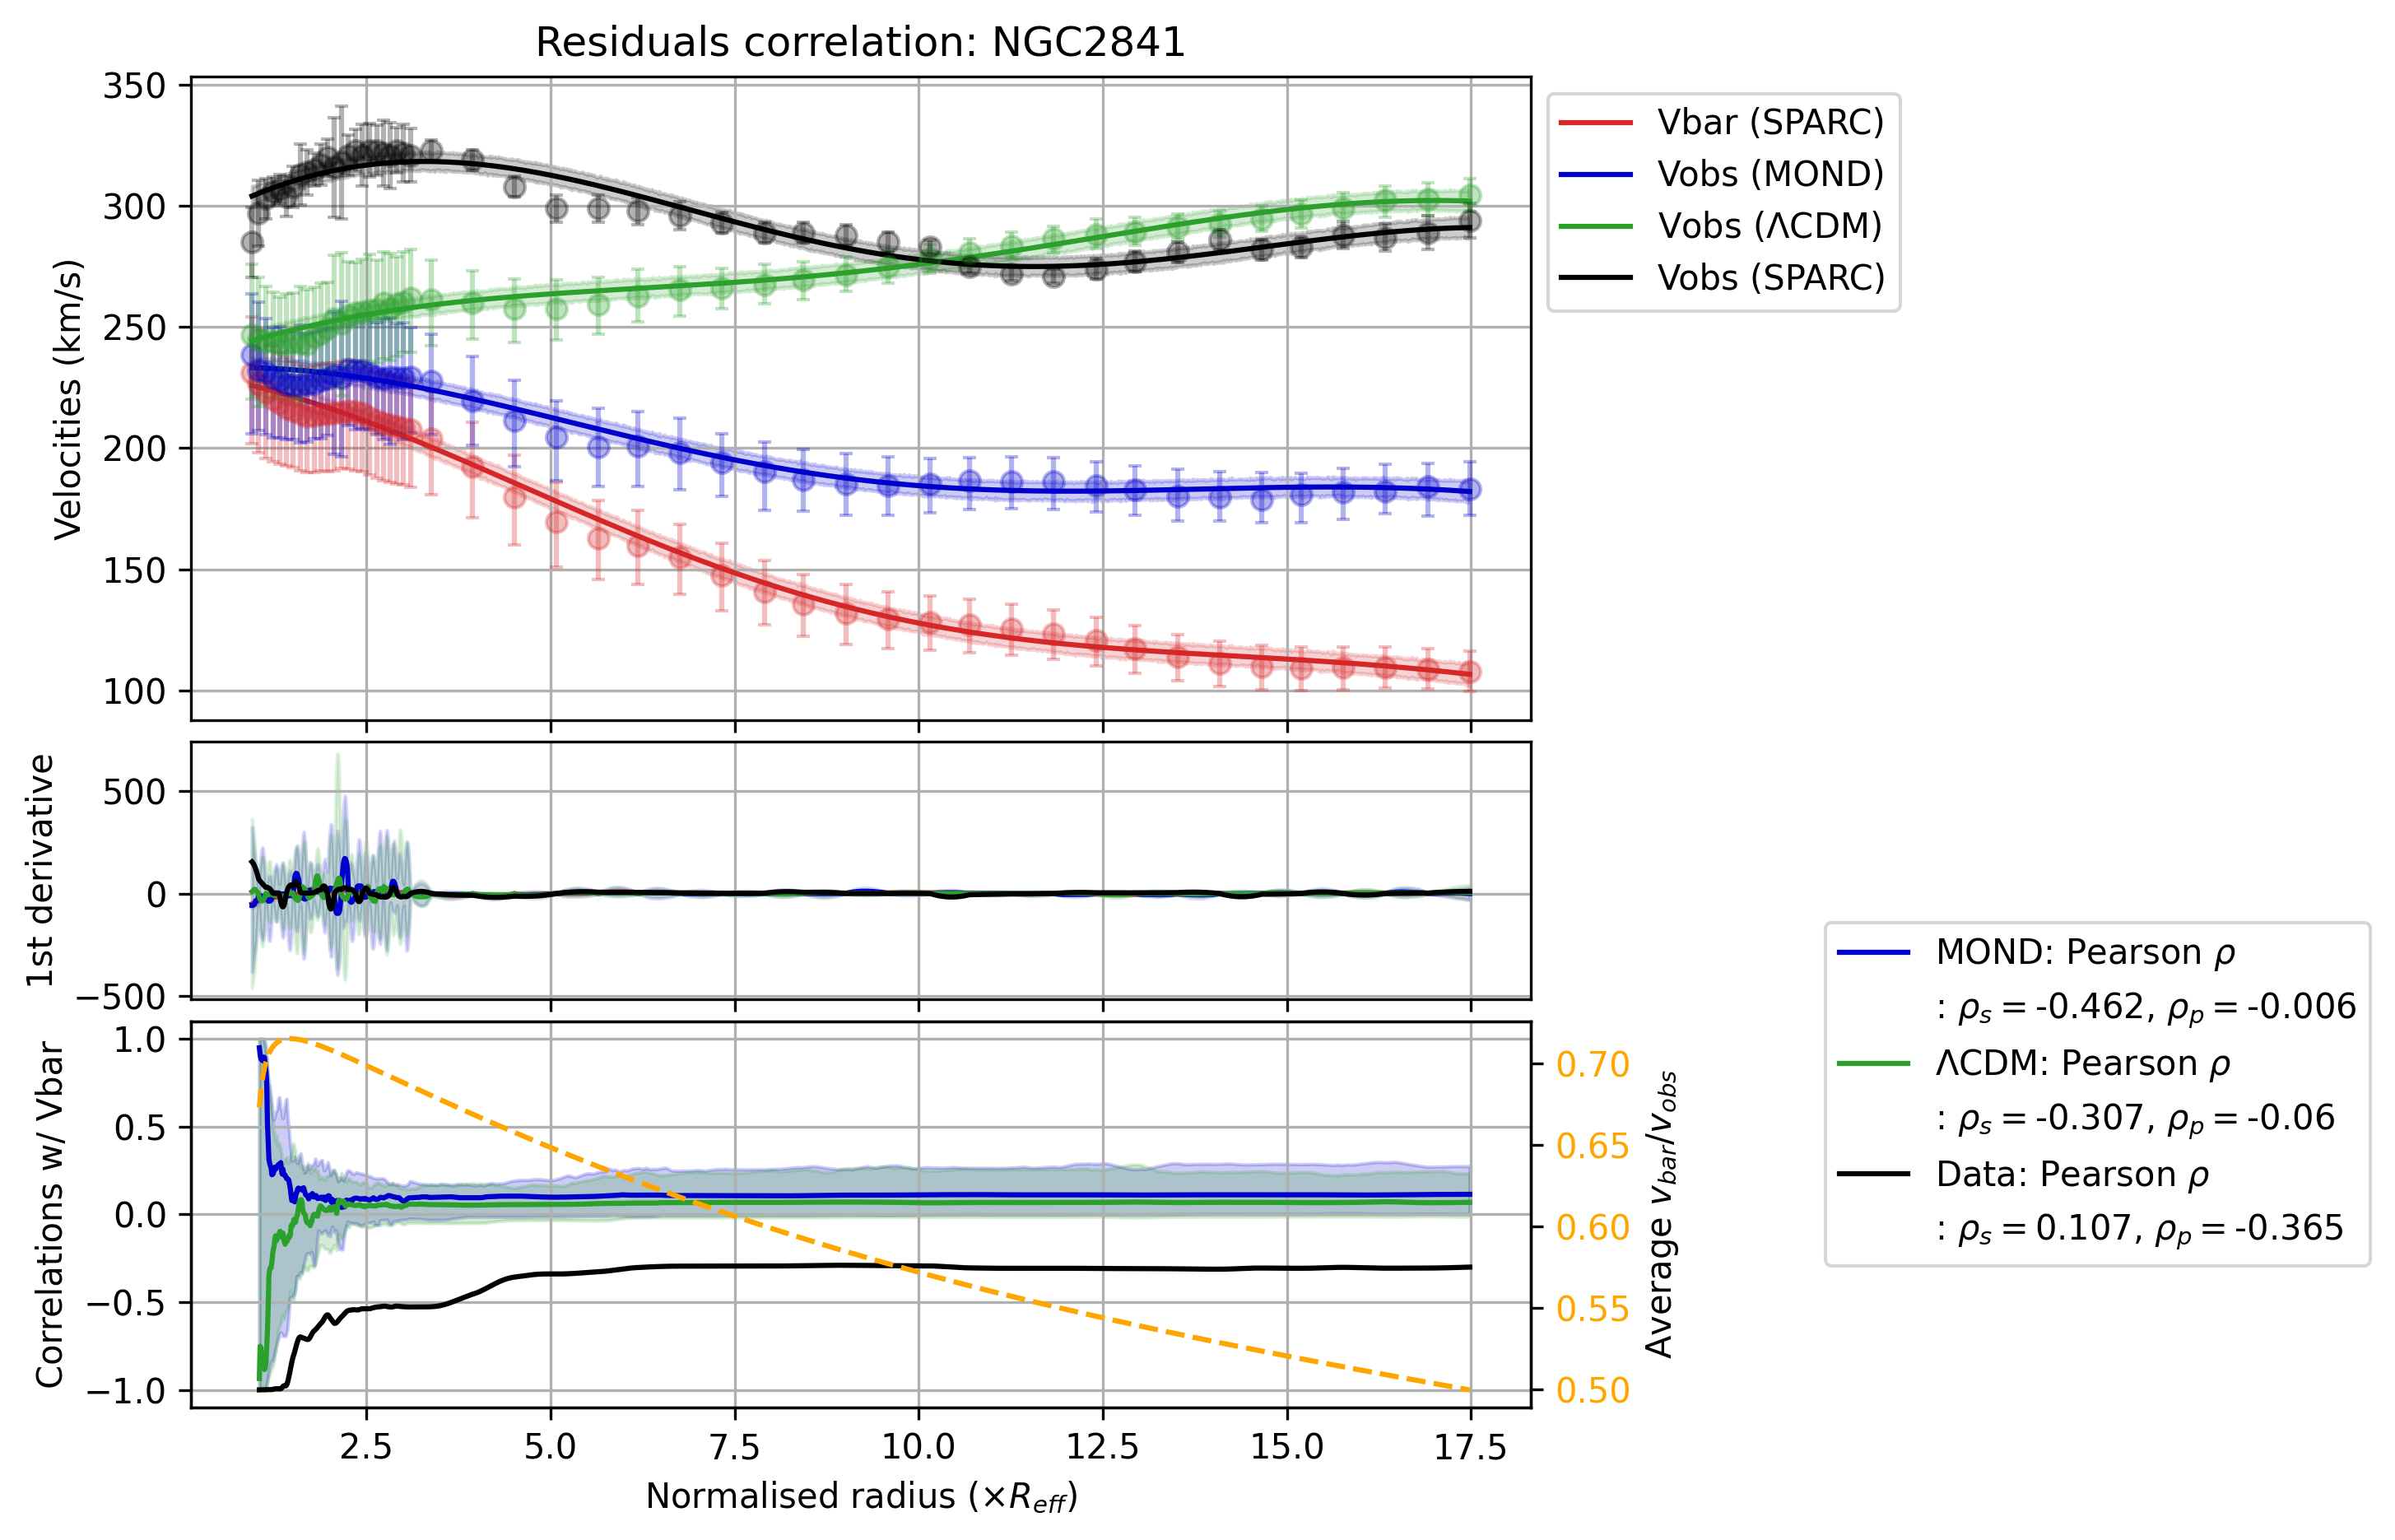 Residuals correlation: NGC2841
350
300
250
200
150
100
Velocities (km/s)
Vbar (SPARC)
Vobs (MOND)
Vobs (ΛCDM)
Vobs (SPARC)
500
0
−500
1st derivative
1.0
0.5
0.0
−0.5
−1.0
Correlations w/ Vbar
0.70
0.65
0.60
0.55
0.50
Average v_bar/v_obs
MOND: Pearson ρ
: ρ_s = -0.462, ρ_p = -0.006
ΛCDM: Pearson ρ
: ρ_s = -0.307, ρ_p = -0.06
Data: Pearson ρ
: ρ_s = 0.107, ρ_p = -0.365
2.5 5.0 7.5 10.0 12.5 15.0 17.5
Normalised radius (×R_eff)